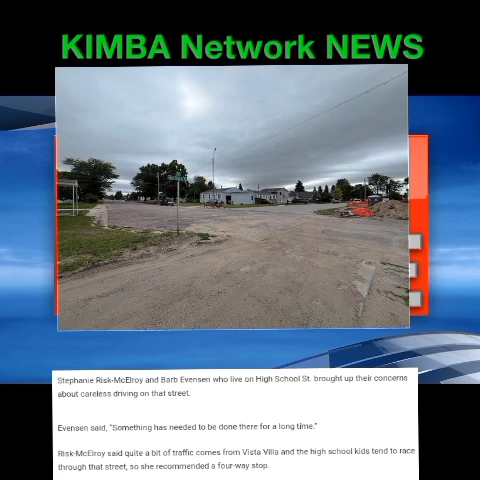 KIMBA Network NEWS
Stephanie Risk-McElroy and Barb Evensen who live on High School St. brought up their concerns
about careless driving on that street.
Evensen said, "Something has needed to be done there for a long time."
Risk-McElroy said quite a bit of traffic comes from Vista Villa and the high school kids tend to race
through that street, so she recommended a four-way stop.